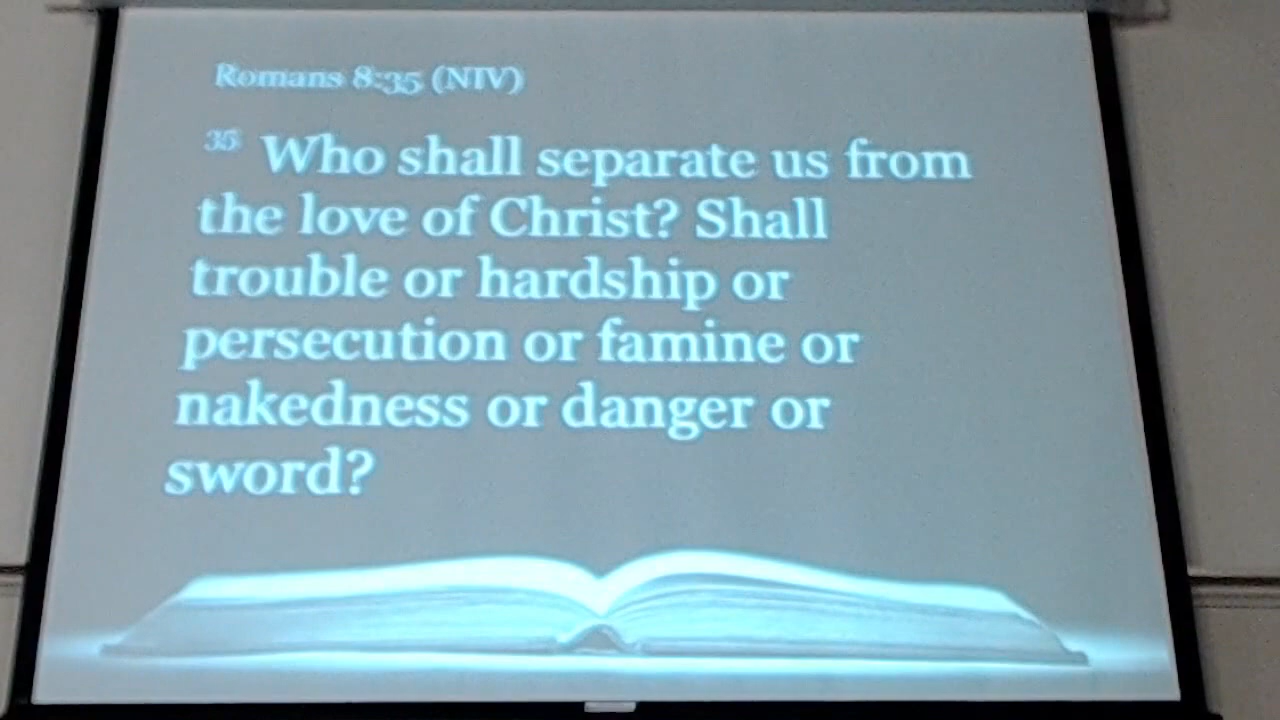 Romans 8:35 (NIV)
35 Who shall separate us from
the love of Christ? Shall
trouble or hardship or
persecution or famine or
nakedness or danger or
sword?